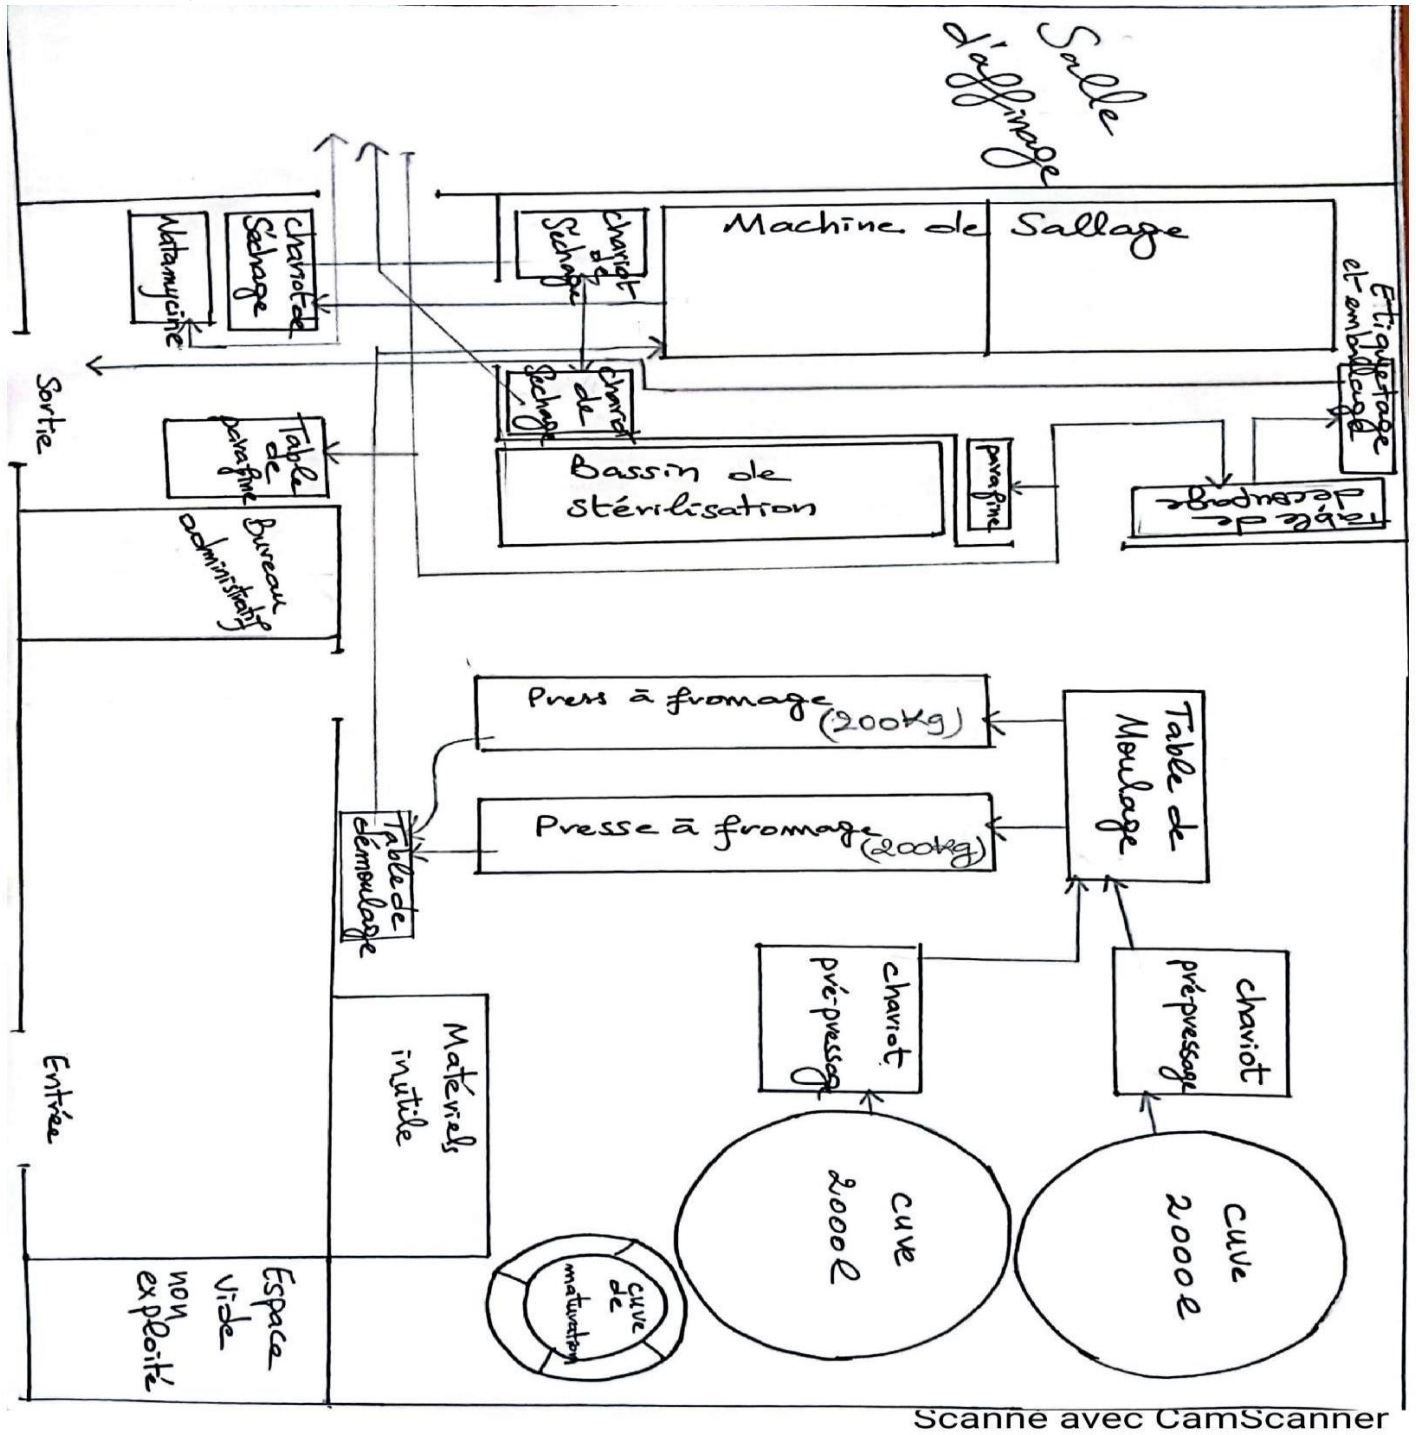 Salle
d'affinage
Natamycine
chariot de
Séchage
chariot
de
Séchage
Machine de Sallage
Etiquetage
et emballage
Sortie
chariot
de
Séchage
Table
de
parafine
Bassin de
stérilisation
parafine
Table de
découpage
Bureau
administratif
Press à fromage
(200kg)
Table de
Moulage
Presse à fromage
(200kg)
Table de
démoulage
chariot
pré-pressage
chariot
pré-pressage
Matériels
inutile
Entrée
cuve
2000l
cuve
2000l
cuve
de
maturation
Espace
vide
non
exploité
Scanné avec CamScanner